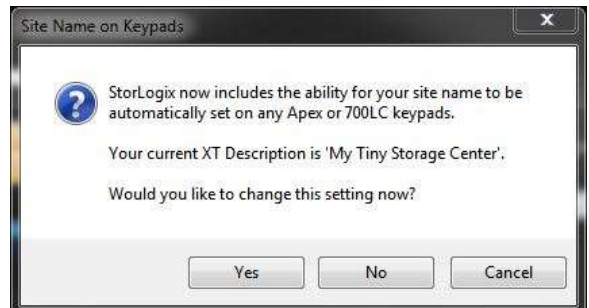 Site Name on Keypads
StorLogix now includes the ability for your site name to be
automatically set on any Apex or 700LC keypads.
Your current XT Description is 'My Tiny Storage Center'.
Would you like to change this setting now?
Yes
No
Cancel